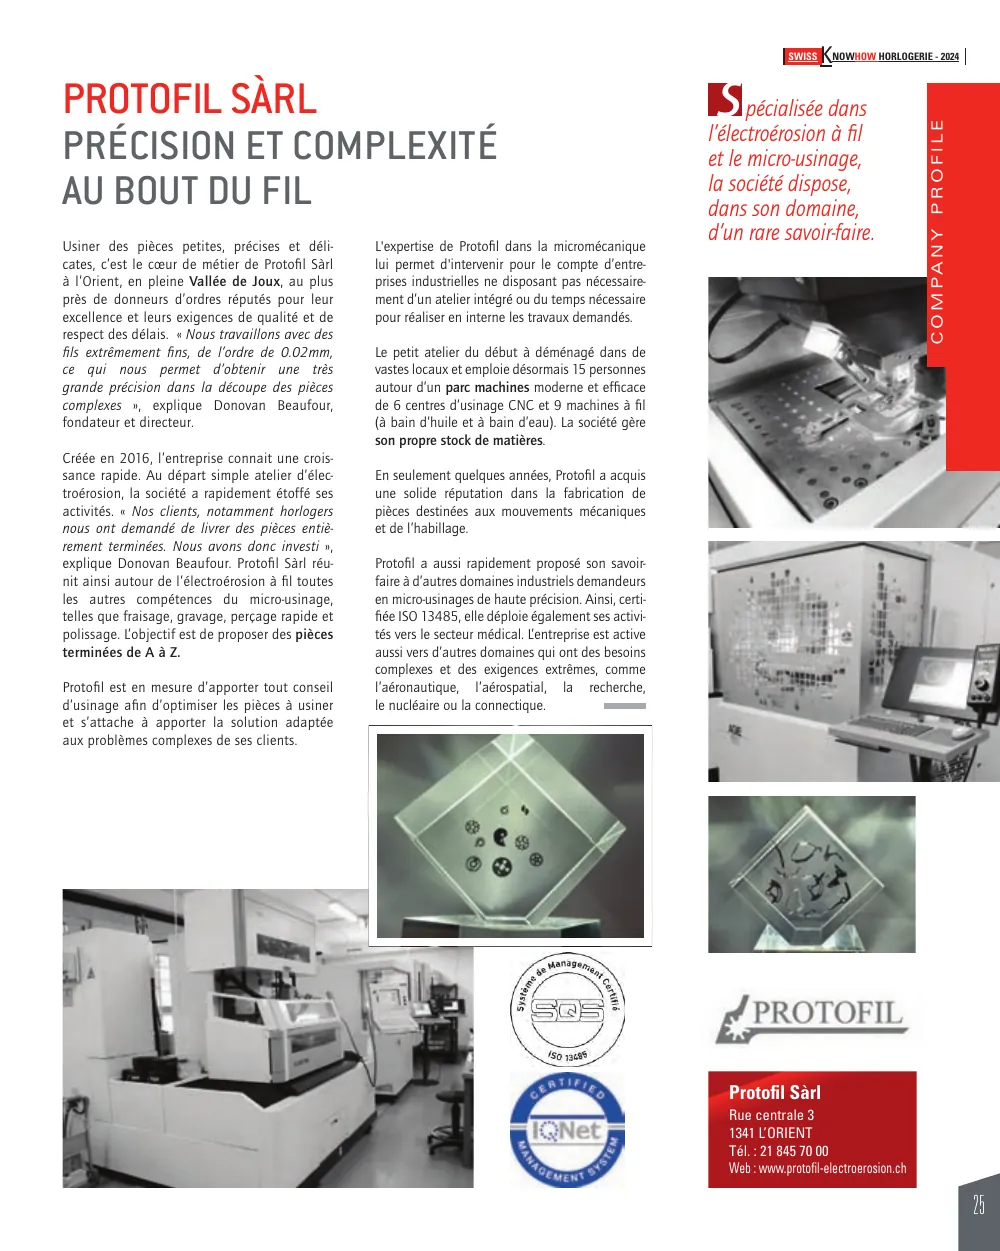 SWISS KNOWHOW HORLOGERIE - 2024
PROTOFIL SÀRL
PRÉCISION ET COMPLEXITÉ
AU BOUT DU FIL
Usiner des pièces petites, précises et déli-
cates, c’est le cœur de métier de Protofil Sàrl
à l’Orient, en pleine Vallée de Joux, au plus
près de donneurs d’ordres réputés pour leur
excellence et leurs exigences de qualité et de
respect des délais. « Nous travaillons avec des
fils extrêmement fins, de l’ordre de 0.02mm,
ce qui nous permet d’obtenir une très
grande précision dans la découpe des pièces
complexes », explique Donovan Beaufour,
fondateur et directeur.
Créée en 2016, l’entreprise connait une crois-
sance rapide. Au départ simple atelier d’élec-
troérosion, la société a rapidement étoffé ses
activités. « Nos clients, notamment horlogers
nous ont demandé de livrer des pièces entiè-
rement terminées. Nous avons donc investi »,
explique Donovan Beaufour. Protofil Sàrl réu-
nit ainsi autour de l’électroérosion à fil toutes
les autres compétences du micro-usinage,
telles que fraisage, gravage, perçage rapide et
polissage. L’objectif est de proposer des pièces
terminées de A à Z.
Protofil est en mesure d’apporter tout conseil
d’usinage afin d’optimiser les pièces à usiner
et s’attache à apporter la solution adaptée
aux problèmes complexes de ses clients.
L'expertise de Protofil dans la micromécanique
lui permet d'intervenir pour le compte d’entre-
prises industrielles ne disposant pas nécessaire-
ment d’un atelier intégré ou du temps nécessaire
pour réaliser en interne les travaux demandés.
Le petit atelier du début à déménagé dans de
vastes locaux et emploie désormais 15 personnes
autour d’un parc machines moderne et efficace
de 6 centres d’usinage CNC et 9 machines à fil
(à bain d’huile et à bain d’eau). La société gère
son propre stock de matières.
En seulement quelques années, Protofil a acquis
une solide réputation dans la fabrication de
pièces destinées aux mouvements mécaniques
et de l’habillage.
Protofil a aussi rapidement proposé son savoir-
faire à d’autres domaines industriels demandeurs
en micro-usinages de haute précision. Ainsi, certi-
fiée ISO 13485, elle déploie également ses activi-
tés vers le secteur médical. L’entreprise est active
aussi vers d’autres domaines qui ont des besoins
complexes et des exigences extrêmes, comme
l’aéronautique, l’aérospatial, la recherche,
le nucléaire ou la connectique.
Spécialisée dans
l’électroérosion à fil
et le micro-usinage,
la société dispose,
dans son domaine,
d’un rare savoir-faire.
COMPANY PROFILE
AGIE
Système de Management Certifié
SQS
ISO 13485
CERTIFIED
IQNet
MANAGEMENT SYSTEM
PROTOFIL
Protofil Sàrl
Rue centrale 3
1341 L’ORIENT
Tél. : 21 845 70 00
Web : www.protofil-electroerosion.ch
25